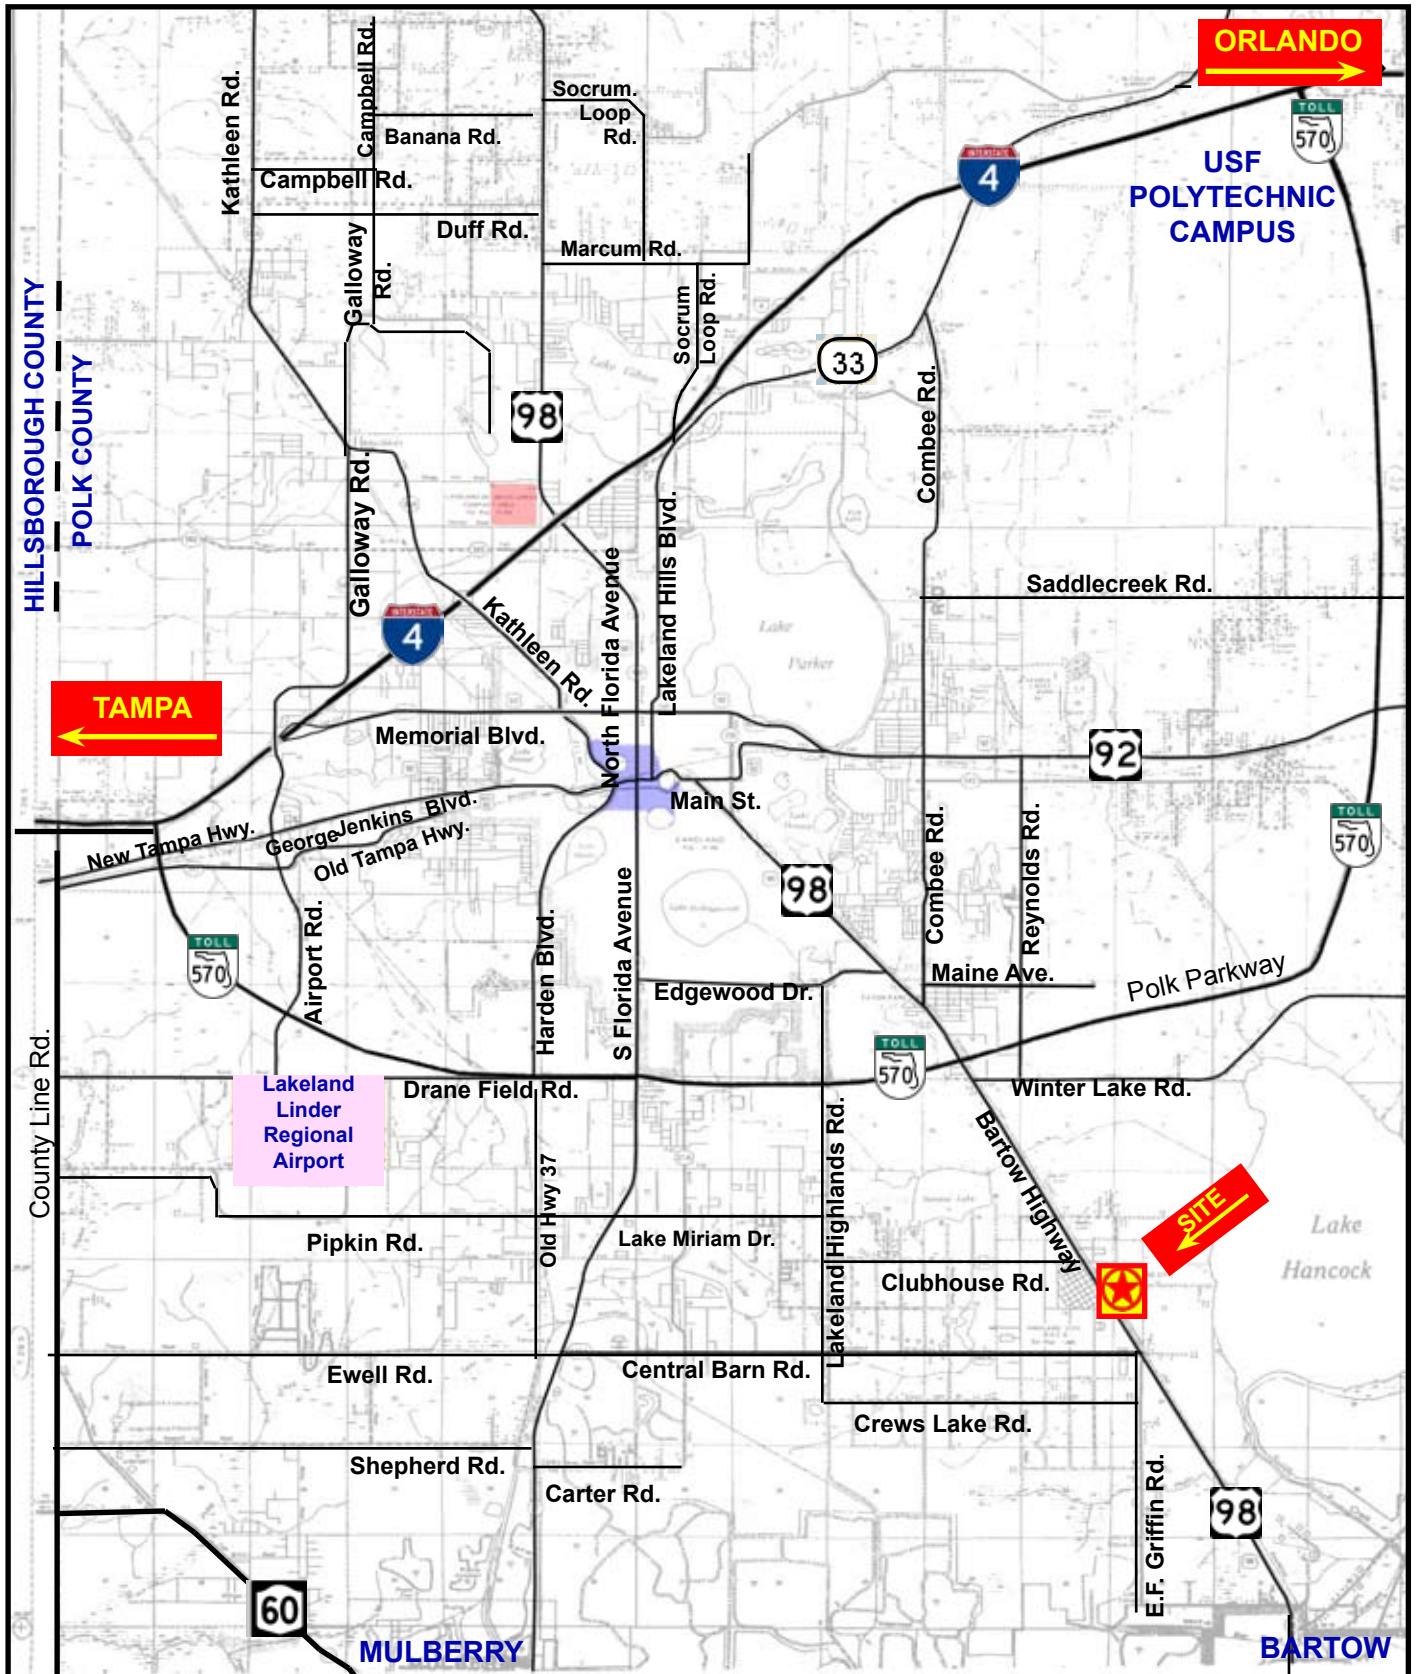 ORLANDO
TOLL
570
USF
POLYTECHNIC
CAMPUS
INTERSTATE
4
Kathleen Rd.
Campbell Rd.
Banana Rd.
Socrum.
Loop
Rd.
Campbell Rd.
Duff Rd.
Marcum Rd.
Galloway
Rd.
Socrum
Loop Rd.
HILLSBOROUGH COUNTY
POLK COUNTY
33
98
Combee Rd.
Galloway Rd.
Lakeland Hills Blvd.
North Florida Avenue
Saddlecreek Rd.
INTERSTATE
4
Kathleen Rd.
Lake
Parker
TAMPA
Memorial Blvd.
92
Main St.
New Tampa Hwy.
George Jenkins Blvd.
Old Tampa Hwy.
98
Combee Rd.
Reynolds Rd.
TOLL
570
TOLL
570
Airport Rd.
Harden Blvd.
S Florida Avenue
Edgewood Dr.
Maine Ave.
Polk Parkway
TOLL
570
County Line Rd.
Lakeland
Linder
Regional
Airport
Drane Field Rd.
Winter Lake Rd.
Old Hwy 37
Lakeland Highlands Rd.
Bartow Highway
SITE
Lake
Hancock
Pipkin Rd.
Lake Miriam Dr.
Clubhouse Rd.
Ewell Rd.
Central Barn Rd.
Crews Lake Rd.
Shepherd Rd.
Carter Rd.
E.F. Griffin Rd.
98
60
MULBERRY
BARTOW